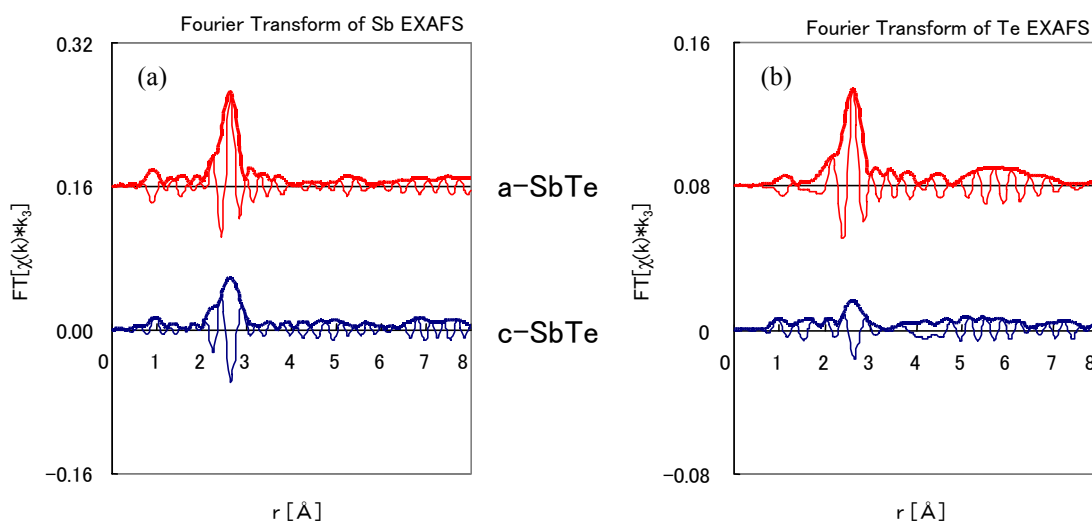 Fourier Transform of Sb EXAFS
0.32
(a)
0.16
a-SbTe
FT[χ(k)*k3]
0.00
c-SbTe
0 1 2 3 4 5 6 7 8
-0.16
r [Å]
Fourier Transform of Te EXAFS
0.16
(b)
0.08
FT[χ(k)*k3]
0
0 1 2 3 4 5 6 7 8
-0.08
r [Å]